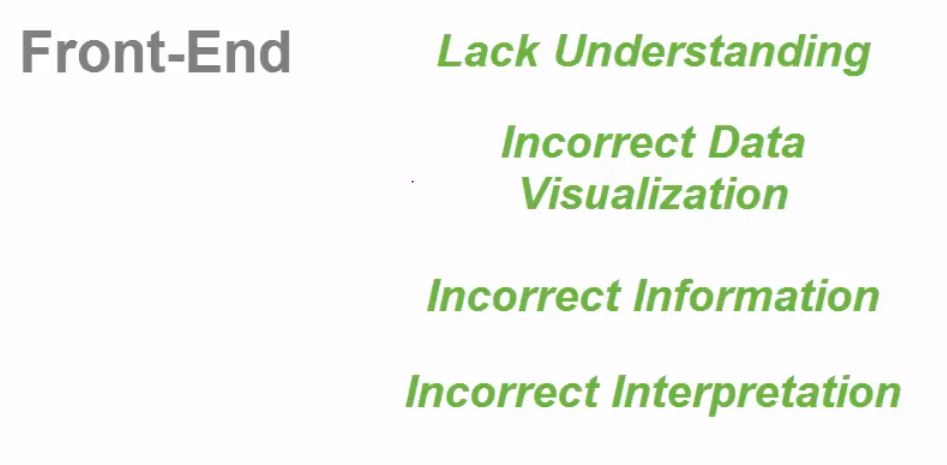 Front-End
Lack Understanding
Incorrect Data
Visualization
Incorrect Information
Incorrect Interpretation